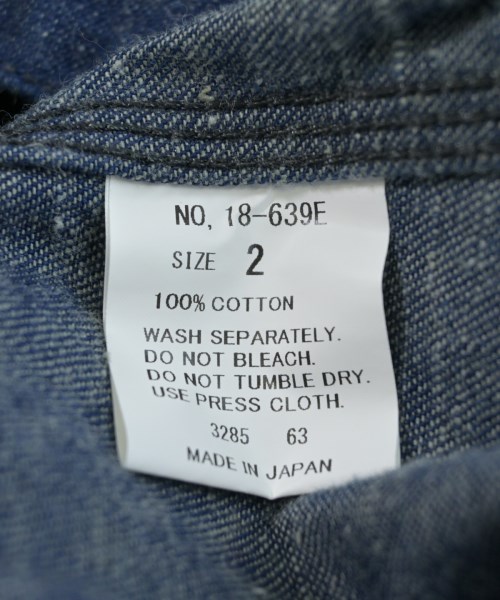 NO, 18-639E
SIZE 2
100% COTTON
WASH SEPARATELY.
DO NOT BLEACH.
DO NOT TUMBLE DRY.
USE PRESS CLOTH.
3285 63
MADE IN JAPAN